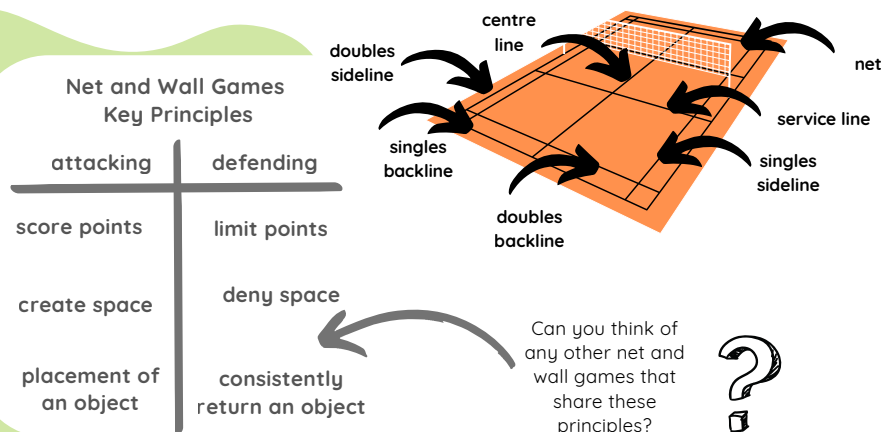 Net and Wall Games
Key Principles
attacking
defending
score points
limit points
create space
deny space
placement of
an object
consistently
return an object
doubles
sideline
centre
line
net
singles
backline
service line
singles
sideline
doubles
backline
Can you think of
any other net and
wall games that
share these
principles?
?